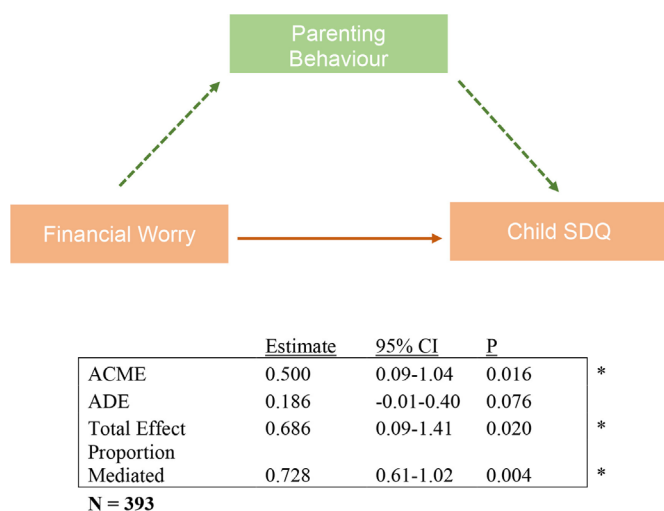 Parenting
Behaviour
Financial Worry
Child SDQ
Estimate 95% CI P
ACME 0.500 0.09-1.04 0.016 *
ADE 0.186 -0.01-0.40 0.076
Total Effect 0.686 0.09-1.41 0.020 *
Proportion
Mediated 0.728 0.61-1.02 0.004 *
N = 393